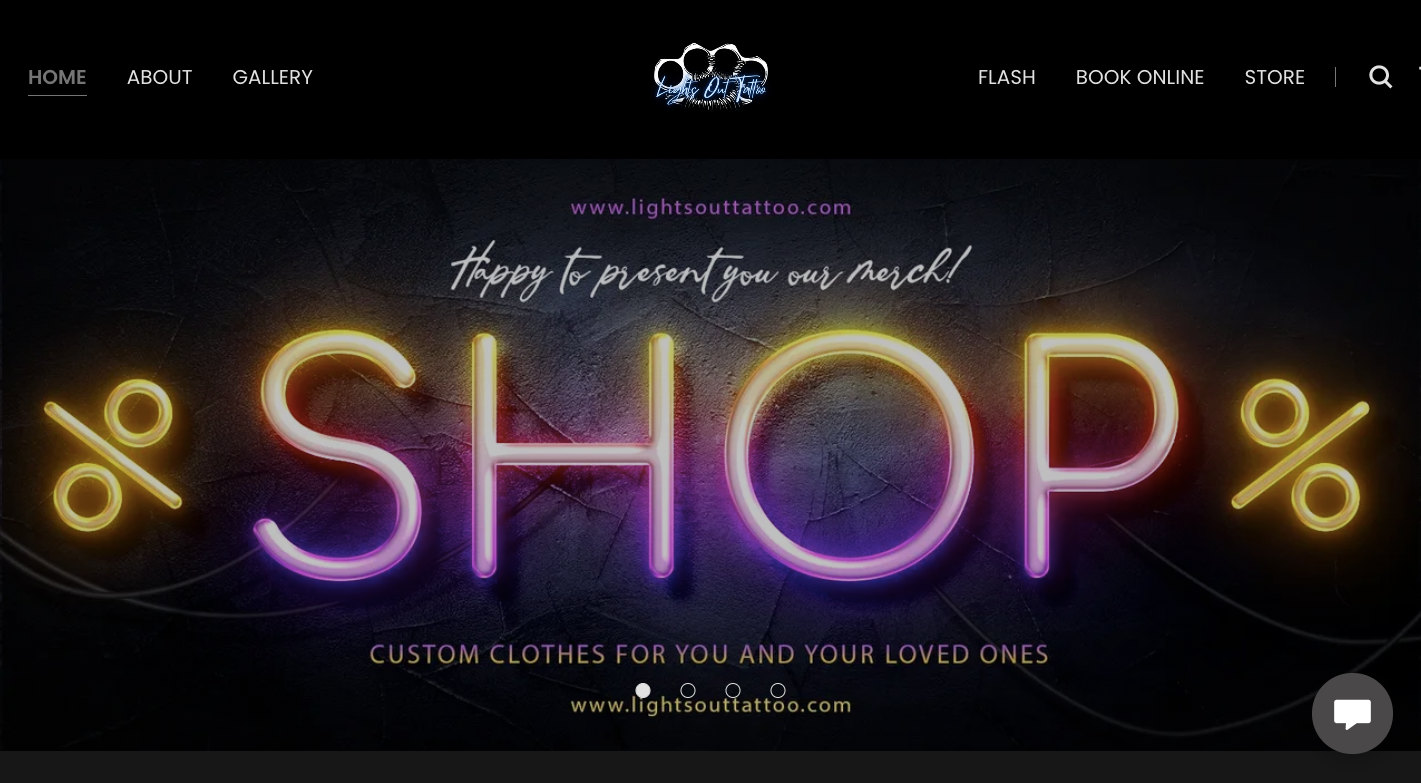 HOME ABOUT GALLERY
Lights Out Tattoo
FLASH BOOK ONLINE STORE
www.lightsouttattoo.com
Happy to present you our merch!
% SHOP %
CUSTOM CLOTHES FOR YOU AND YOUR LOVED ONES
www.lightsouttattoo.com